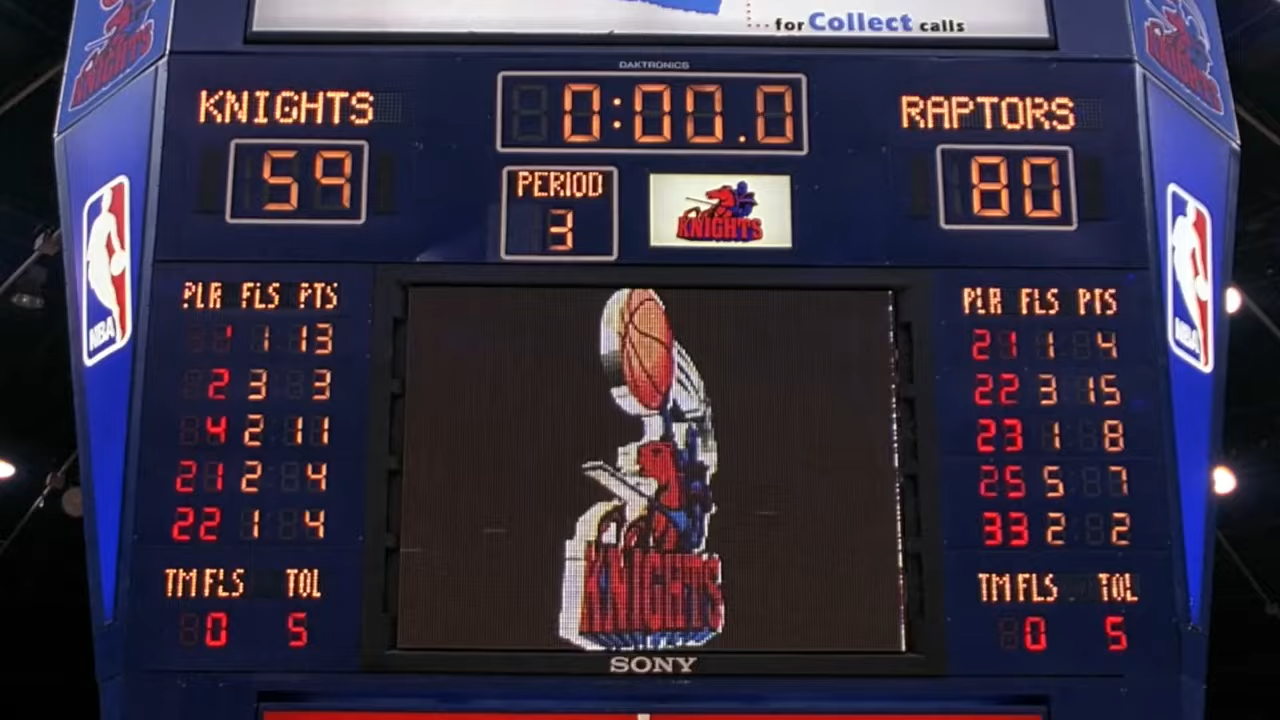 for Collect calls
KNIGHTS
KNIGHTS
DAKTRONICS
KNIGHTS
0:00.0
RAPTORS
59
PERIOD
3
KNIGHTS
80
NBA
NBA
PLR FLS PTS
1 1 13
2 3 3
4 2 11
21 2 4
22 1 4
TM FLS TOL
0 5
KNIGHTS
PLR FLS PTS
21 1 4
22 3 15
23 1 8
25 5 7
33 2 2
TM FLS TOL
0 5
SONY